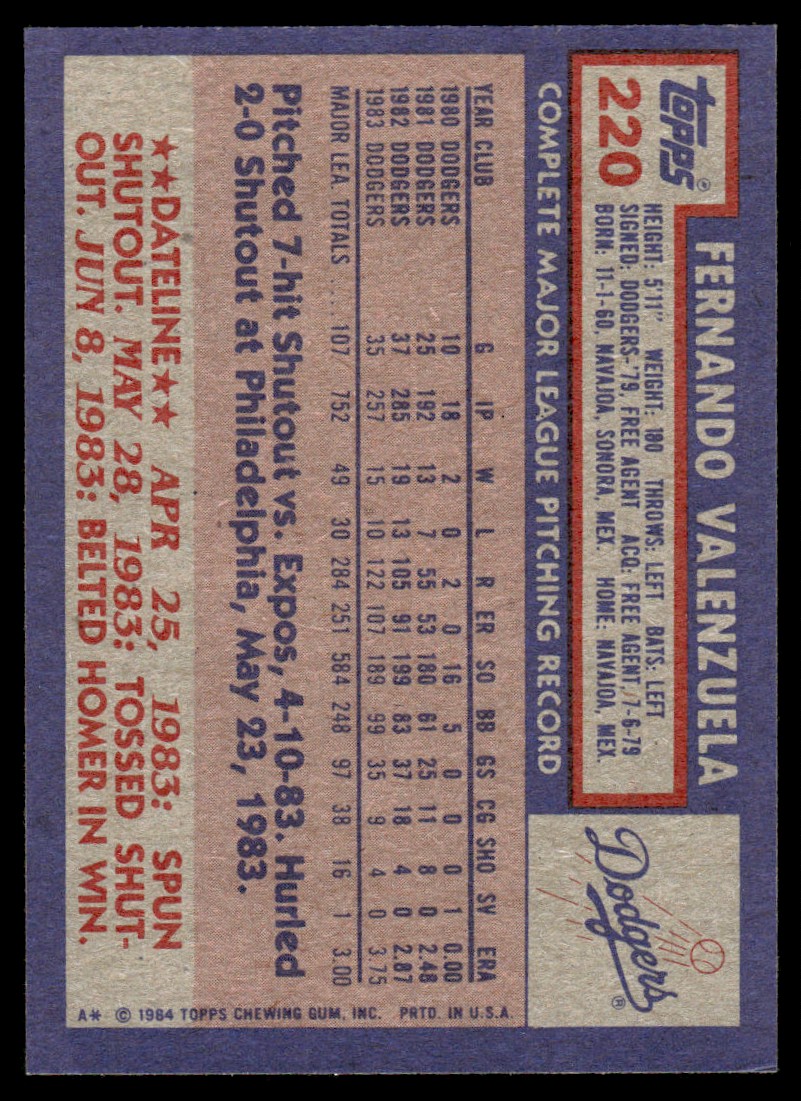 Topps®
220
FERNANDO VALENZUELA
HEIGHT: 5'11" WEIGHT: 180 THROWS: LEFT BATS: LEFT
SIGNED: DODGERS-'79, FREE AGENT ACQ: FREE AGENT, 7-6-79
BORN: 11-1-60, NAVAJOA, SONORA, MEX. HOME: NAVAJOA, MEX.
Dodgers®
COMPLETE MAJOR LEAGUE PITCHING RECORD
YEAR CLUB G IP W L R ER SO BB GS CG SHO SV ERA
1980 DODGERS 10 18 2 0 2 0 16 5 0 0 0 1 0.00
1981 DODGERS 25 192 13 7 55 53 180 61 25 11 8 0 2.48
1982 DODGERS 37 285 19 13 105 91 199 83 37 18 4 0 2.87
1983 DODGERS 35 257 15 10 122 107 189 99 35 9 4 0 3.75
MAJOR LEA. TOTALS ... 107 752 49 30 284 251 584 248 97 38 16 1 3.00
Pitched 7-hit Shutout vs. Expos, 4-10-83. Hurled
2-0 Shutout at Philadelphia, May 23, 1983.
★★DATELINE★★ APR 25, 1983: SPUN
SHUTOUT. MAY 28, 1983: TOSSED SHUT-
OUT. JUN 8, 1983: BELTED HOMER IN WIN.
A* © 1984 TOPPS CHEWING GUM, INC. PRTD. IN U.S.A.